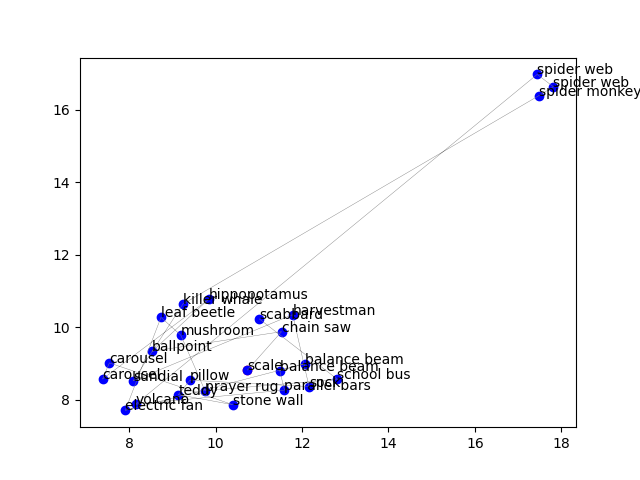 spider web
spider web
spider monkey
16
14
12
hippopotamus
killer whale
leaf beetle
scabbard
harvestman
10
mushroom
chain saw
ballpoint
carousel
balance beam
scale
balance beam
carousel
sundial
pillow
school bus
prayer rug
parallel bars
sock
teddy
8
volcano
stone wall
electric fan
8
10
12
14
16
18